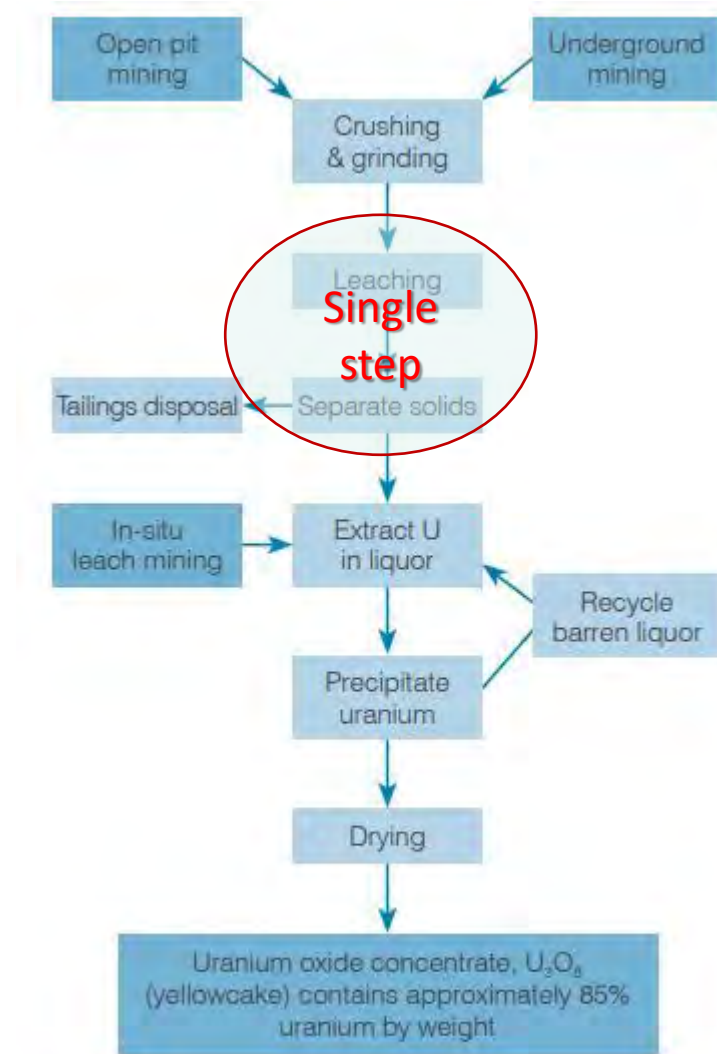 Open pit
mining
Underground
mining
Crushing
& grinding
Leaching
Single
step
Tailings disposal
Separate solids
In-situ
leach mining
Extract U
in liquor
Recycle
barren liquor
Precipitate
uranium
Drying
Uranium oxide concentrate, U₃O₈
(yellowcake) contains approximately 85%
uranium by weight